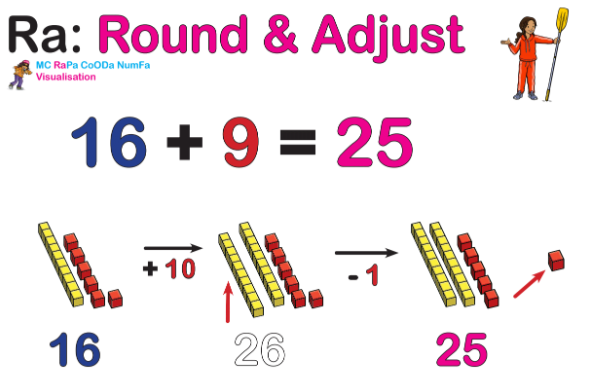 Ra: Round & Adjust
MC RaPa CoODa NumFa
Visualisation
16 + 9 = 25
+ 10
- 1
16
26
25